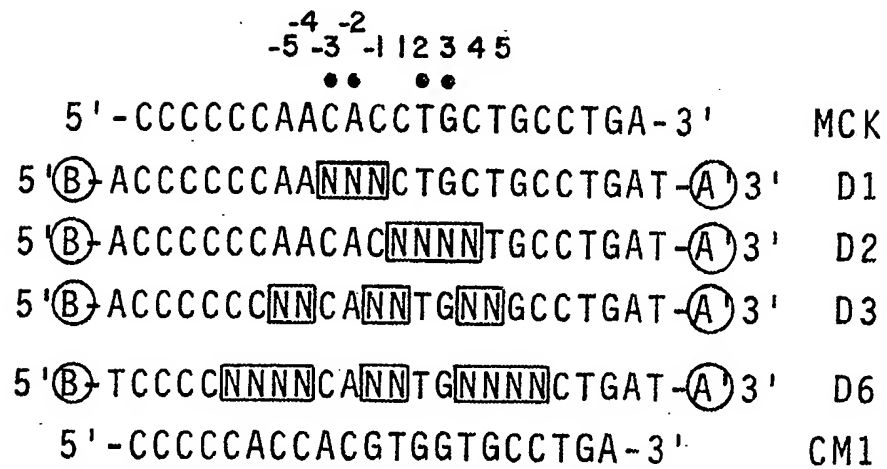 -4 -2
-5 -3 -1 1 2 3 4 5
5'-CCCCCCAACACCTGCTGCCTGA-3' MCK
5' B-ACCCCCCAANNNCTGCTGCCTGAT-A' 3' D1
5' B-ACCCCCCAACACNNNNTGCCTGAT-A' 3' D2
5' B-ACCCCCCNNCANNTGNNGCCTGAT-A' 3' D3
5' B-TCCCCNNNNCANNTGNNNNCTGAT-A' 3' D6
5'-CCCCCACCACGTGGTGCCTGA-3' CM1